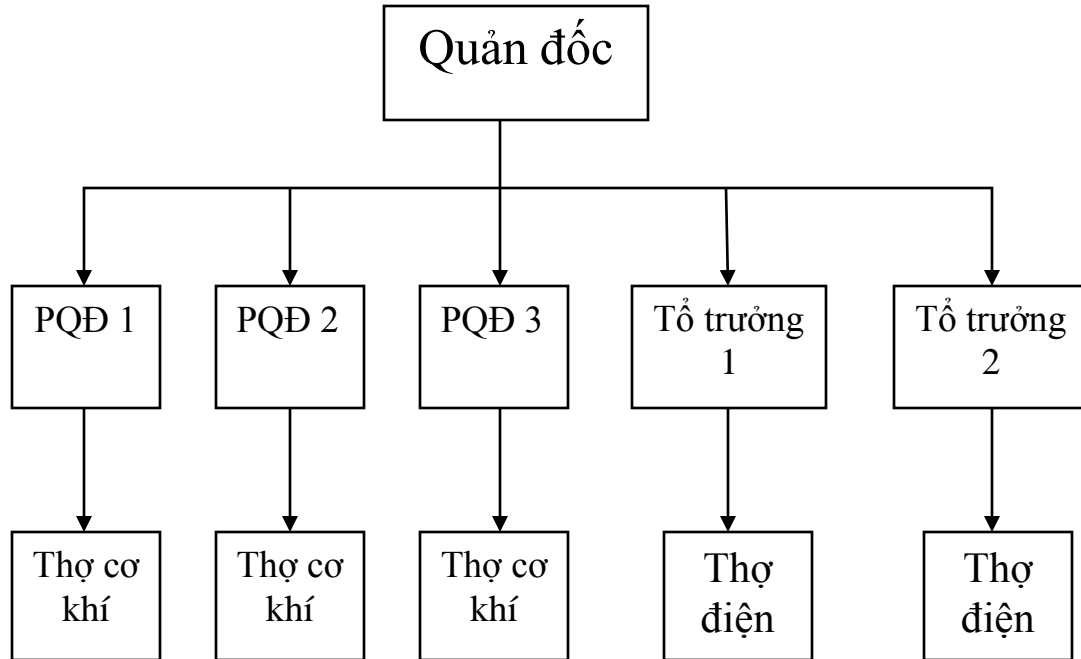 Quản đốc
PQĐ 1
PQĐ 2
PQĐ 3
Tổ trưởng
1
Tổ trưởng
2
Thợ cơ
khí
Thợ cơ
khí
Thợ cơ
khí
Thợ
điện
Thợ
điện